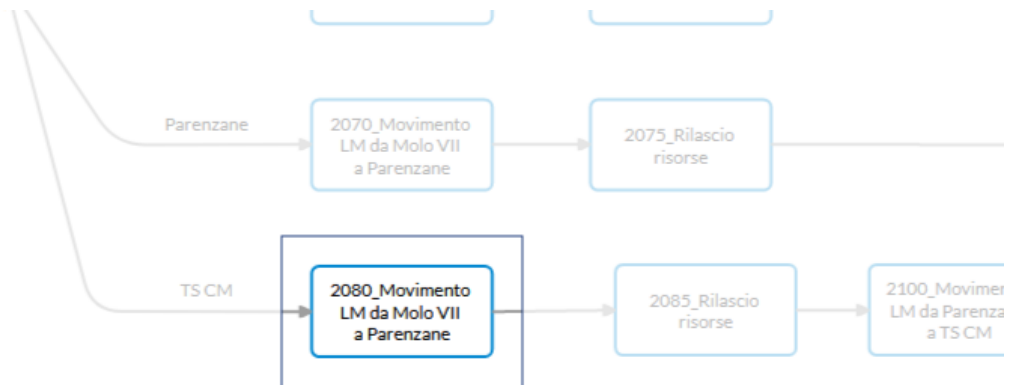 Parenzane
2070_Movimento
LM da Molo VII
a Parenzane
2075_Rilascio
risorse
TS CM
2080_Movimento
LM da Molo VII
a Parenzane
2085_Rilascio
risorse
2100_Movimen
LM da Parenza
a TS CM